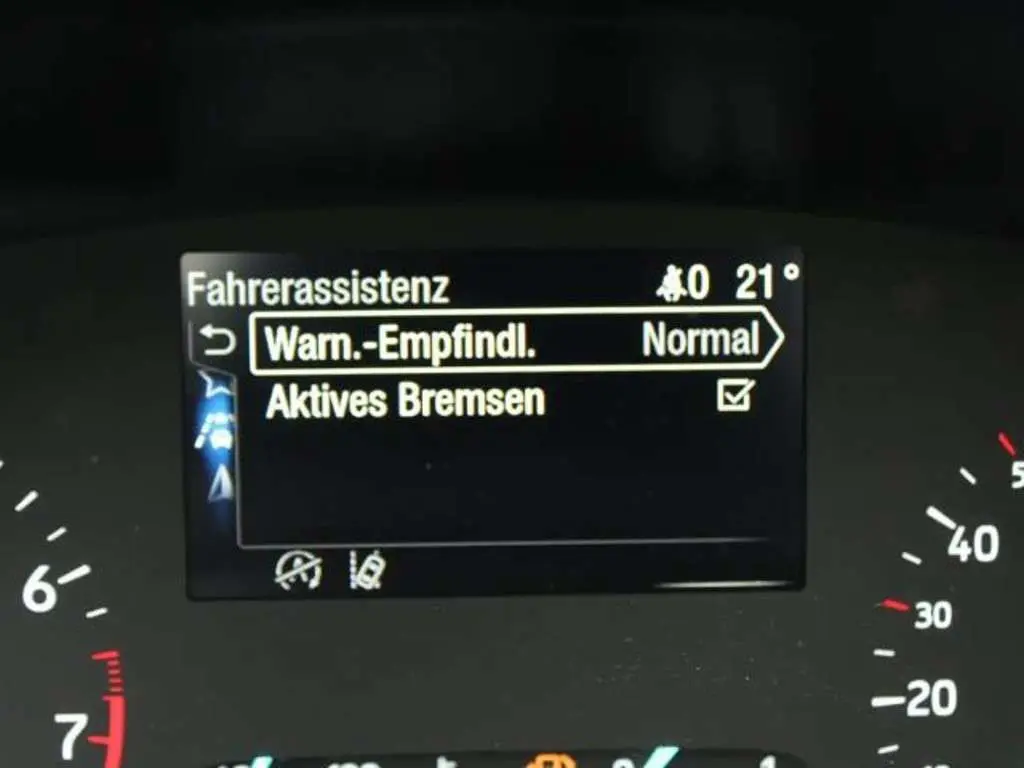 Fahrerassistenz 0 21°
Warn.-Empfindl. Normal
Aktives Bremsen
6
7
40
30
20